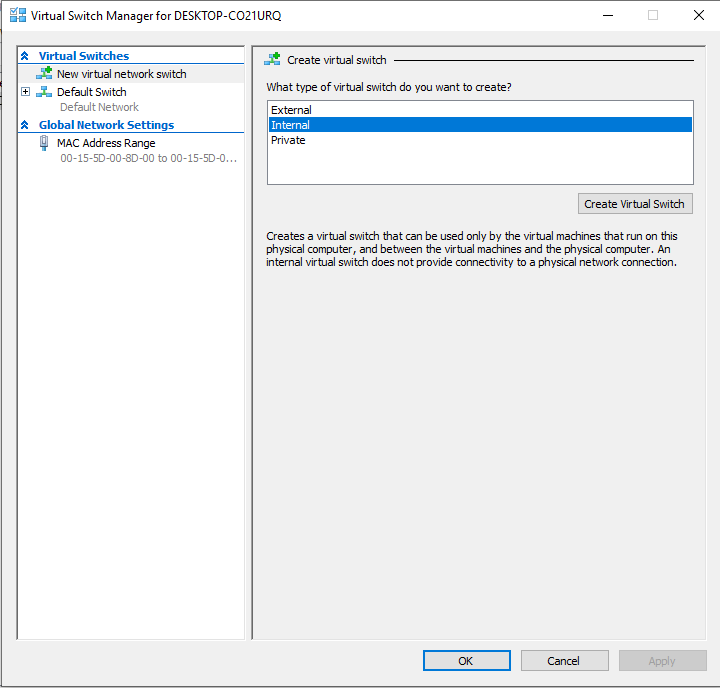 Virtual Switch Manager for DESKTOP-CO21URQ
Virtual Switches
New virtual network switch
Default Switch
Default Network
Global Network Settings
MAC Address Range
00-15-5D-00-8D-00 to 00-15-5D-0...
Create virtual switch
What type of virtual switch do you want to create?
External
Internal
Private
Create Virtual Switch
Creates a virtual switch that can be used only by the virtual machines that run on this
physical computer, and between the virtual machines and the physical computer. An
internal virtual switch does not provide connectivity to a physical network connection.
OK
Cancel
Apply